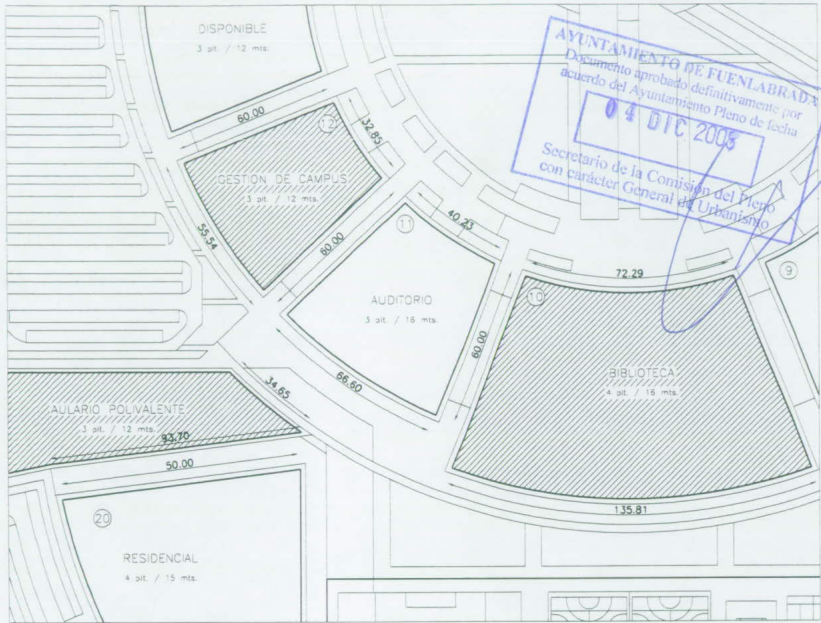 DISPONIBLE
3 plt. / 12 mts.
60.00
12
32.85
GESTION DE CAMPUS
3 plt. / 12 mts.
55.54
60.00
11
40.23
AUDITORIO
3 plt. / 16 mts.
66.60
60.00
72.29
10
BIBLIOTECA
4 plt. / 16 mts.
135.81
9
34.65
AULARIO POLIVALENTE
3 plt. / 12 mts.
93.70
50.00
20
RESIDENCIAL
4 plt. / 15 mts.
AYUNTAMIENTO DE FUENLABRADA
Documento aprobado definitivamente por
acuerdo del Ayuntamiento Pleno de fecha
04 DIC 2003
Secretario de la Comisión del Pleno
con carácter General de Urbanismo